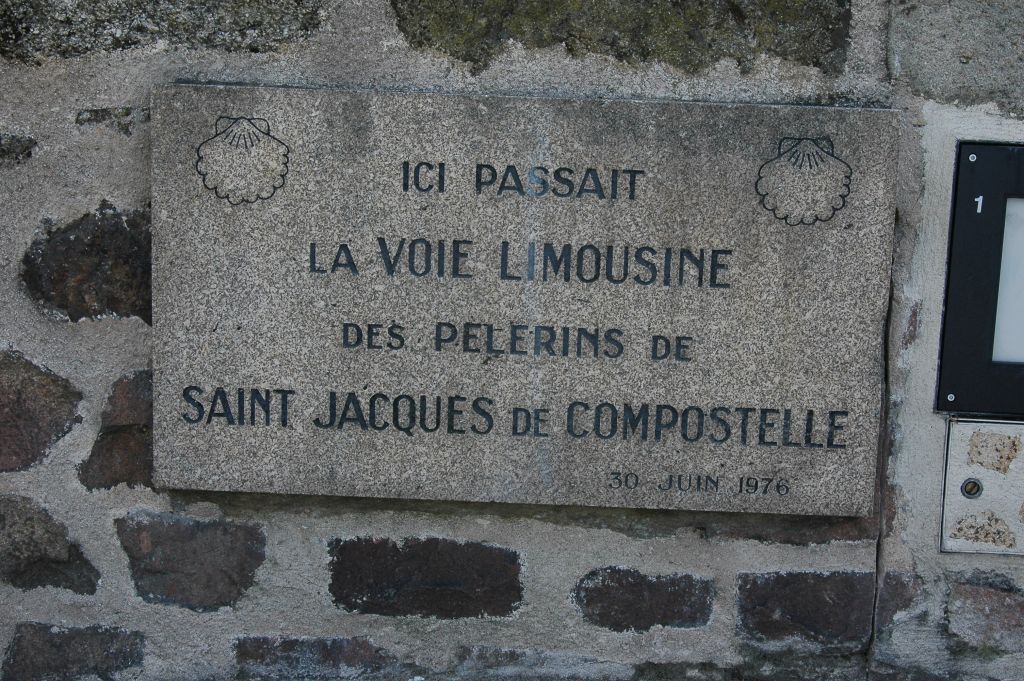 ICI PASSAIT
LA VOIE LIMOUSINE
DES PELERINS DE
SAINT JACQUES DE COMPOSTELLE
30 JUIN 1976
1